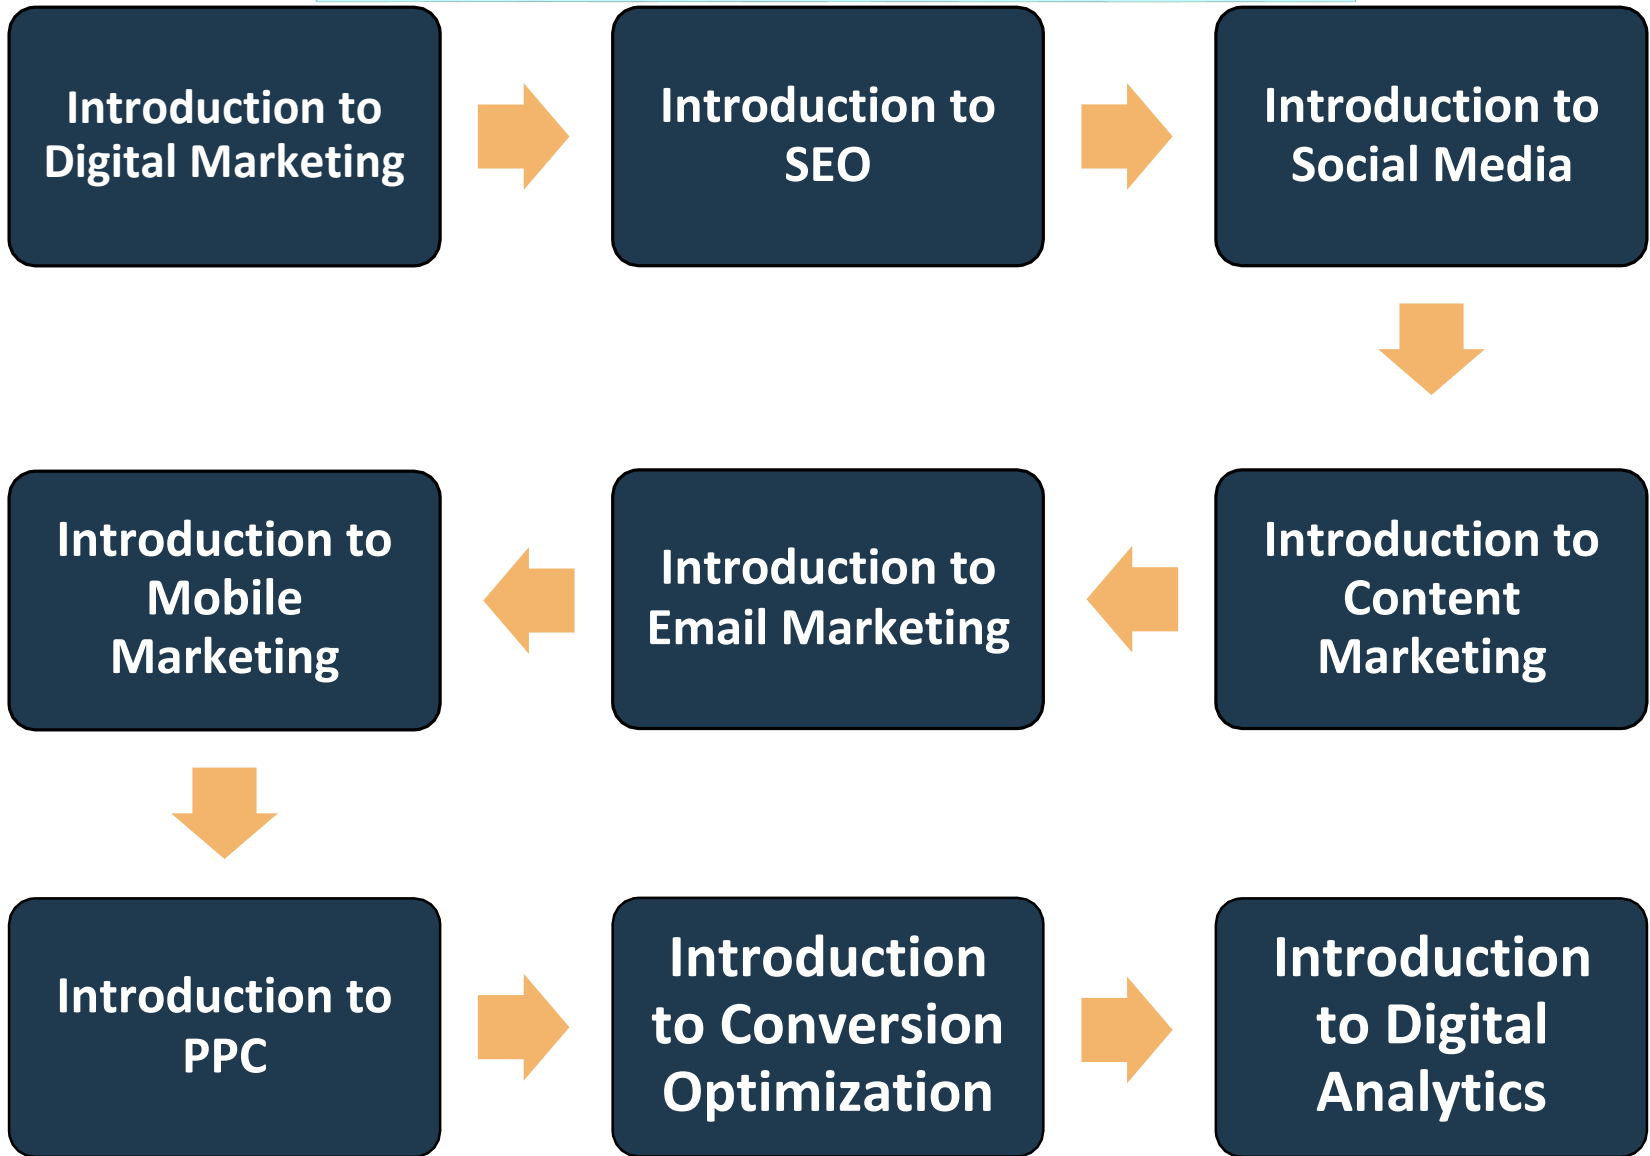 Introduction to
Digital Marketing
Introduction to
SEO
Introduction to
Social Media
Introduction to
Content
Marketing
Introduction to
Email Marketing
Introduction to
Mobile
Marketing
Introduction to
PPC
Introduction
to Conversion
Optimization
Introduction
to Digital
Analytics